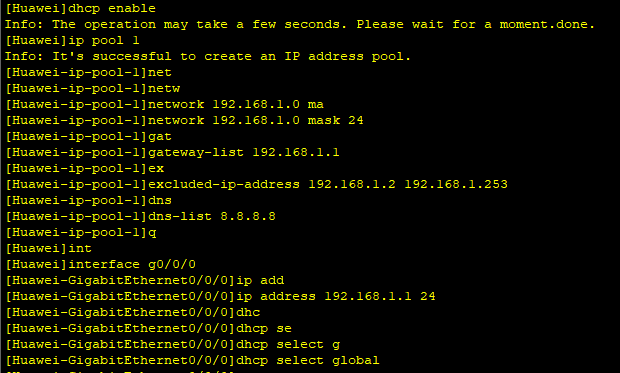 [Huawei]dhcp enable
Info: The operation may take a few seconds. Please wait for a moment.done.
[Huawei]ip pool 1
Info: It's successful to create an IP address pool.
[Huawei-ip-pool-1]net
[Huawei-ip-pool-1]netw
[Huawei-ip-pool-1]network 192.168.1.0 ma
[Huawei-ip-pool-1]network 192.168.1.0 mask 24
[Huawei-ip-pool-1]gat
[Huawei-ip-pool-1]gateway-list 192.168.1.1
[Huawei-ip-pool-1]ex
[Huawei-ip-pool-1]excluded-ip-address 192.168.1.2 192.168.1.253
[Huawei-ip-pool-1]dns
[Huawei-ip-pool-1]dns-list 8.8.8.8
[Huawei-ip-pool-1]q
[Huawei]int
[Huawei]interface g0/0/0
[Huawei-GigabitEthernet0/0/0]ip add
[Huawei-GigabitEthernet0/0/0]ip address 192.168.1.1 24
[Huawei-GigabitEthernet0/0/0]dhc
[Huawei-GigabitEthernet0/0/0]dhcp se
[Huawei-GigabitEthernet0/0/0]dhcp select g
[Huawei-GigabitEthernet0/0/0]dhcp select global